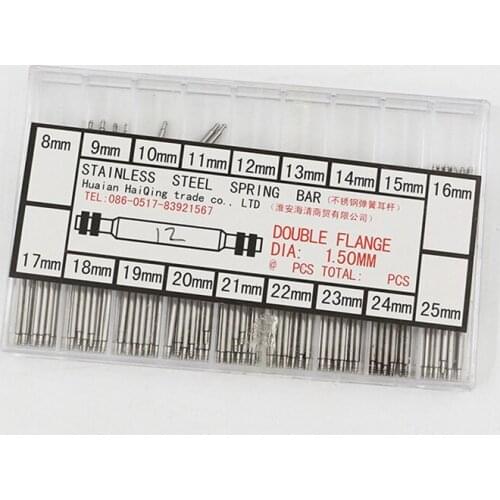 8mm 9mm 10mm 11mm 12mm 13mm 14mm 15mm 16mm
STAINLESS STEEL SPRING BAR (不锈钢弹簧耳杆)
Huaian HaiQing trade co., LTD (淮安海清商贸有限公司)
TEL:086-0517-83921567
12
DOUBLE FLANGE
DIA: 1.50MM
@ PCS TOTAL: PCS
17mm 18mm 19mm 20mm 21mm 22mm 23mm 24mm 25mm